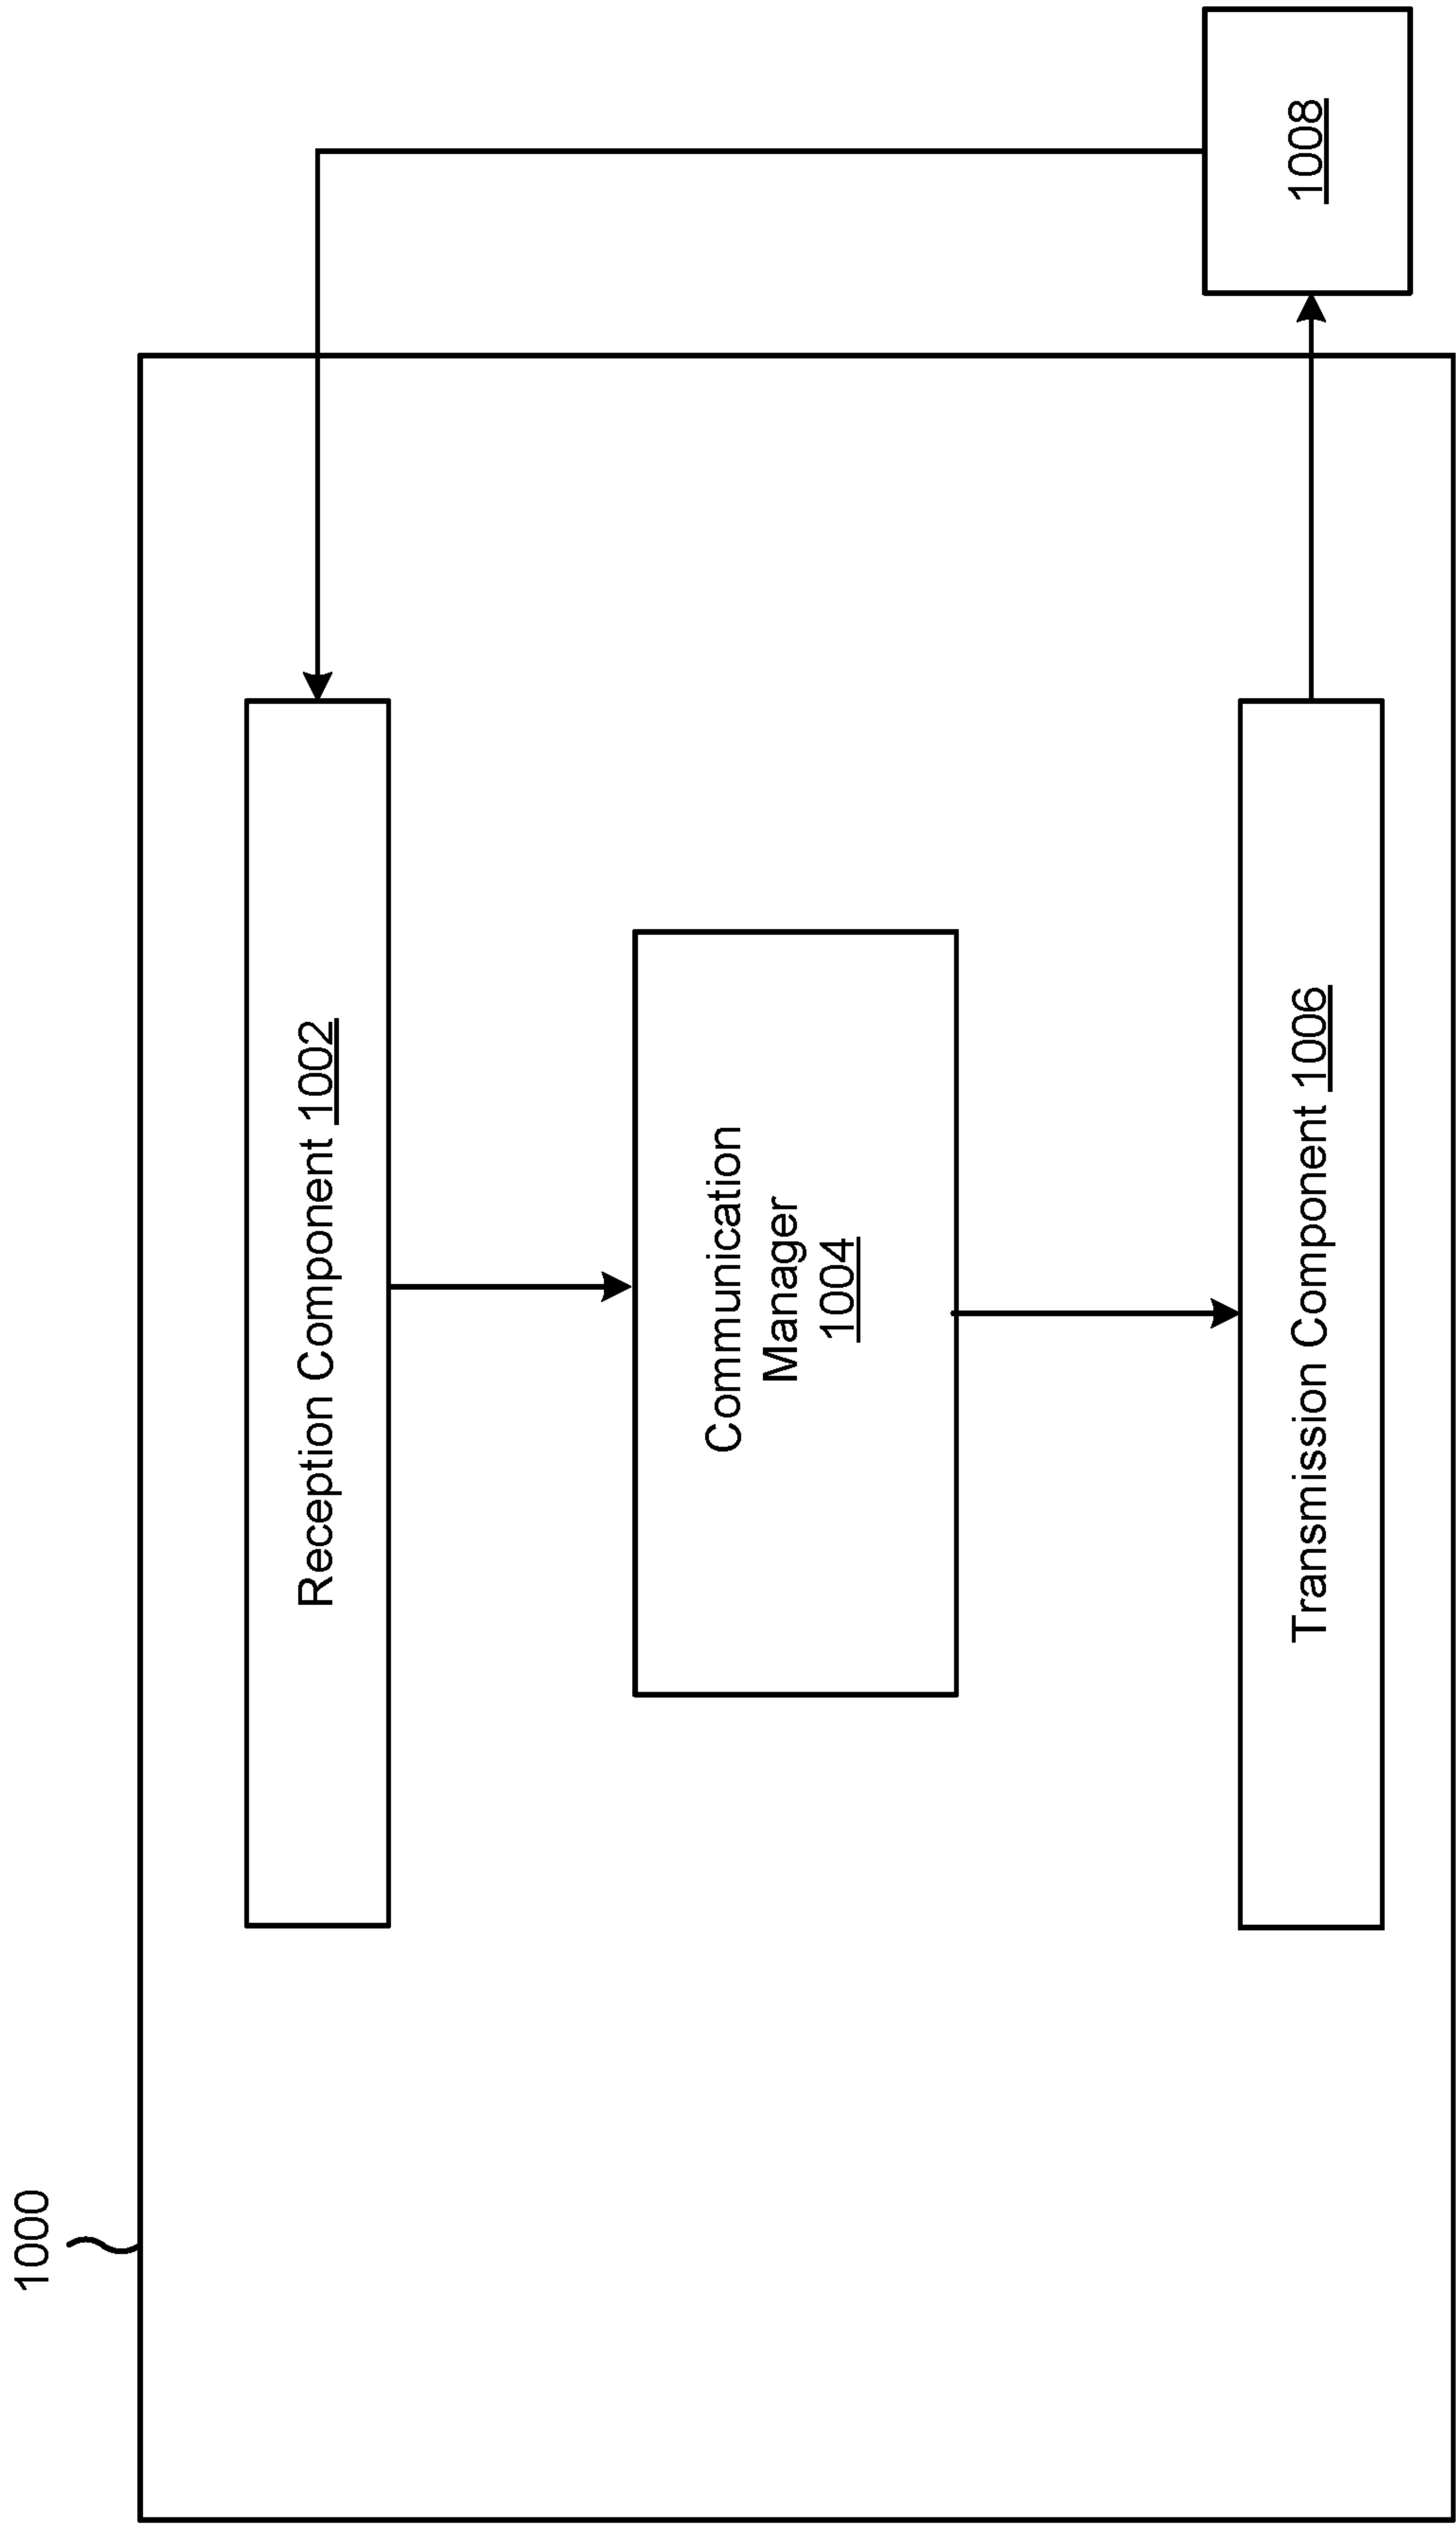 1000
Reception Component 1002
Communication
Manager
1004
Transmission Component 1006
1008